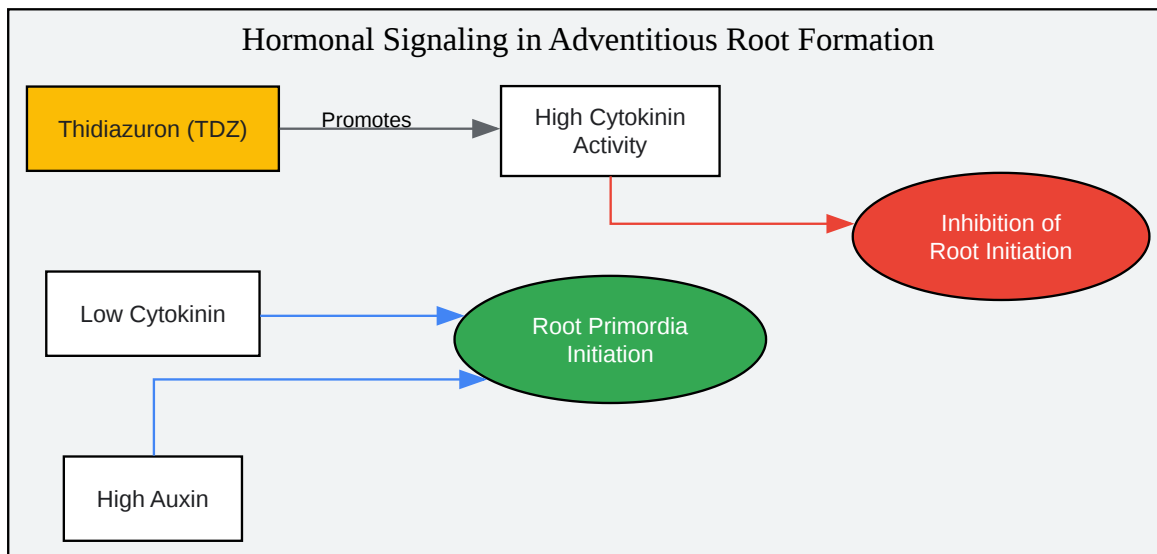 Hormonal Signaling in Adventitious Root Formation
Thidiazuron (TDZ)
Promotes
High Cytokinin
Activity
Inhibition of
Root Initiation
Low Cytokinin
Root Primordia
Initiation
High Auxin